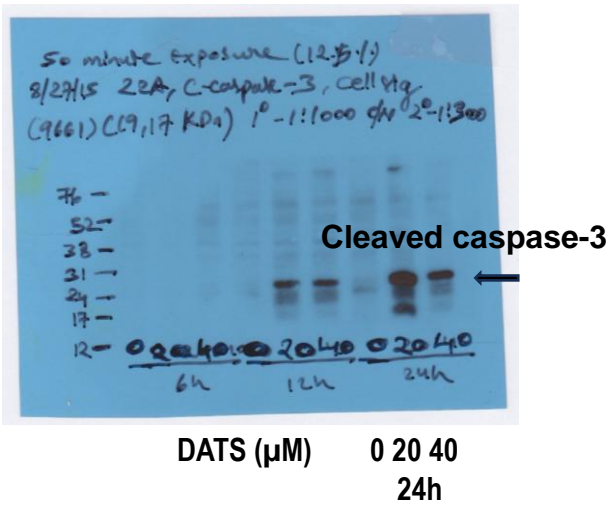 50 minute exposure (12.5%)
8/27/15 22A, C-caspase-3, cell sig
(9661) (19, 17 KDa) 1° - 1:1000 O/N 2° - 1:3000
76 -
52 -
38 -
Cleaved caspase-3
31 -
24 -
17 -
12 - 0 20 40 0 20 40 0 20 40
6h 12h 24h
DATS (µM) 0 20 40
24h